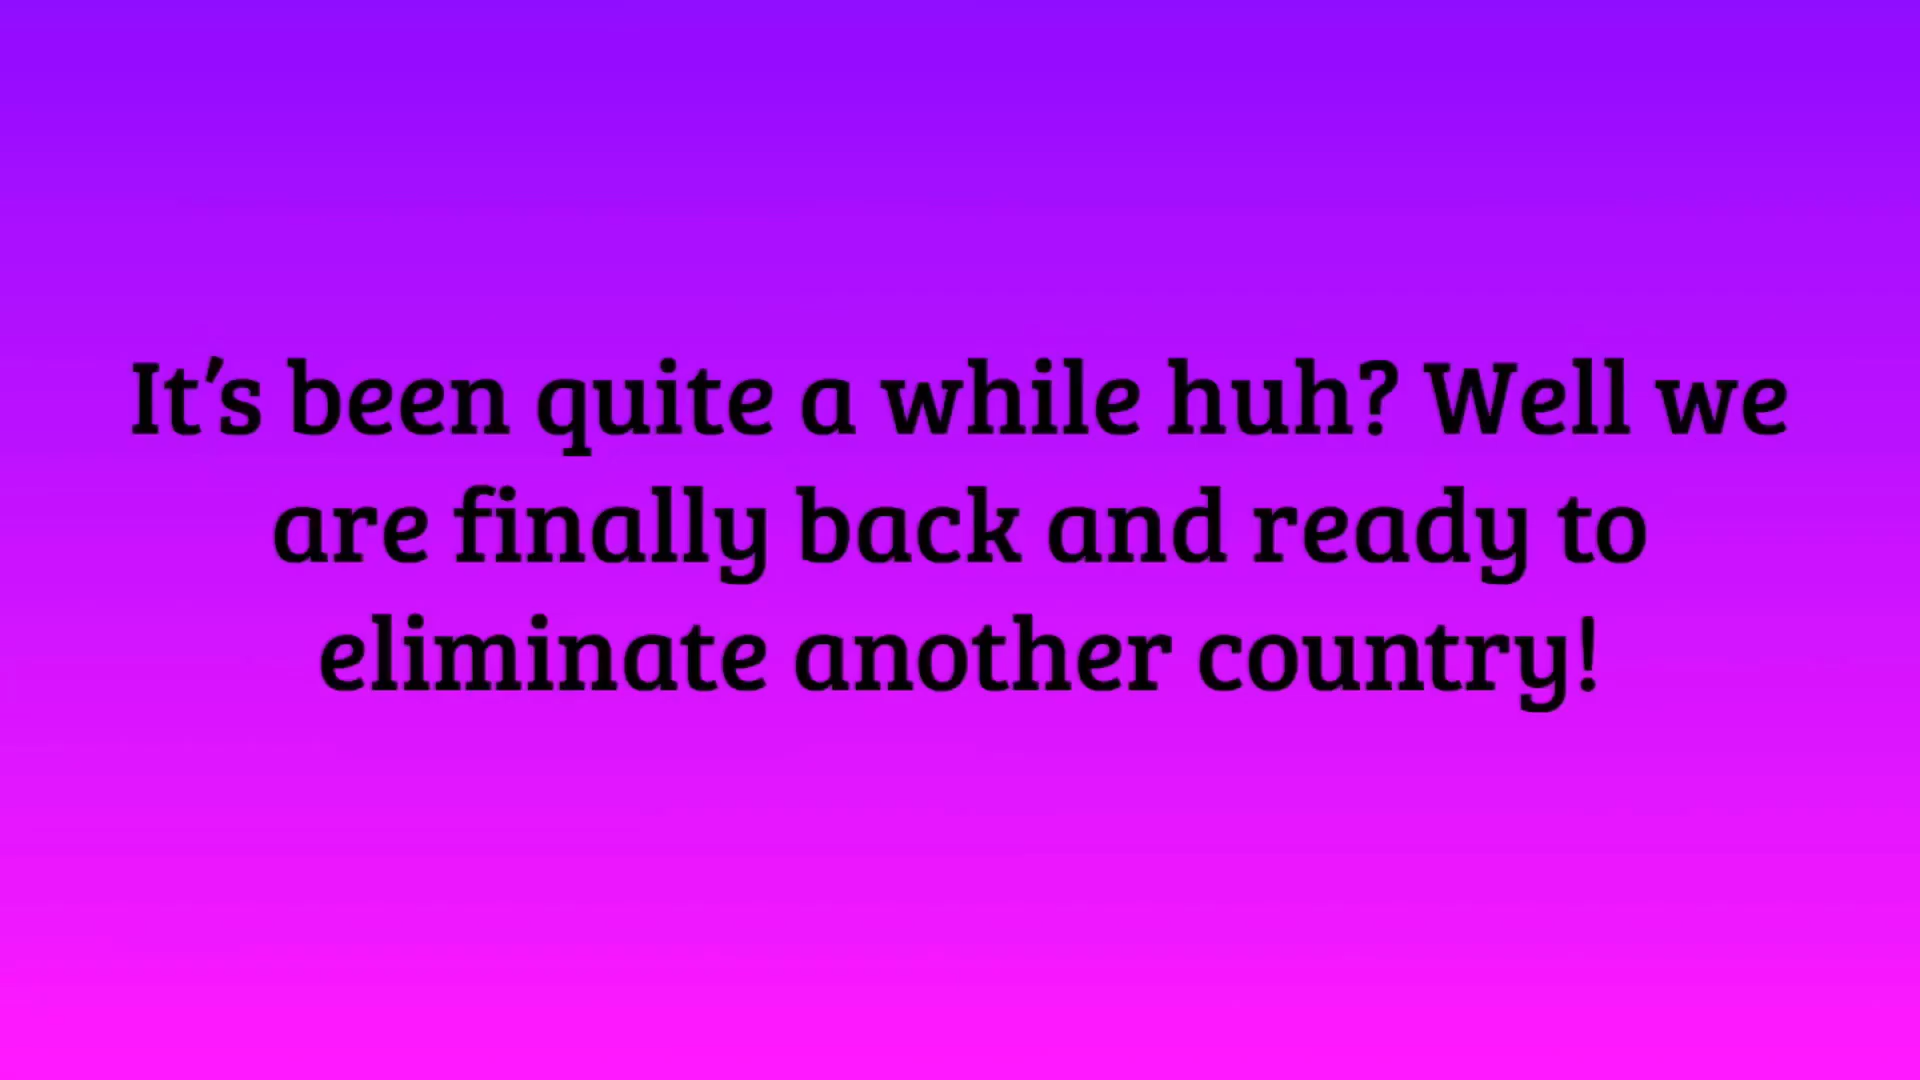 It’s been quite a while huh? Well we
are finally back and ready to
eliminate another country!